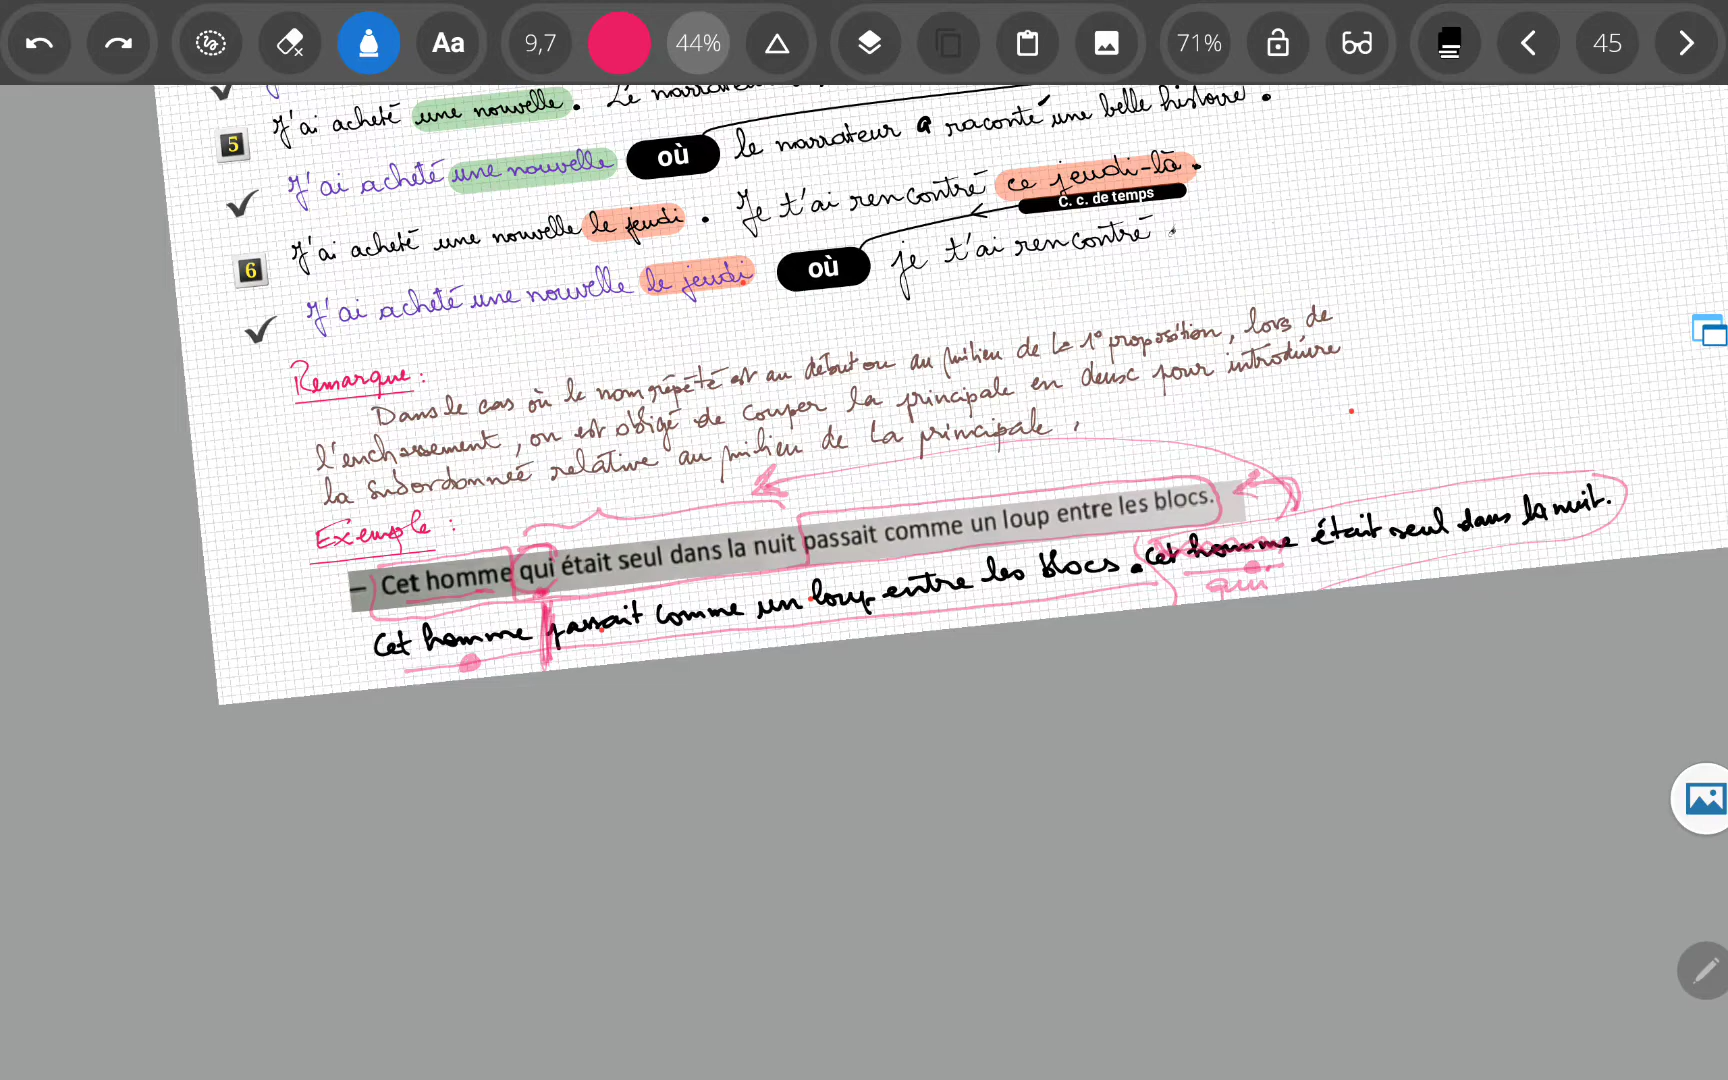 Aa 9,7 44% 71% 45
J'ai acheté une nouvelle. Le narrateur
5
J'ai acheté une nouvelle où le narrateur a raconté une belle histoire.
J'ai acheté une nouvelle le jeudi. Je t'ai rencontré ce jeudi-là.
C. c. de temps
6
J'ai acheté une nouvelle le jeudi où je t'ai rencontré.
Remarque:
Dans le cas où le nom répété est au début ou au milieu de la 1° proposition, lors de
l'enchassement, on est obligé de couper la principale en deux pour introduire
la subordonneé relative au milieu de la principale.
Exemple:
– Cet homme qui était seul dans la nuit passait comme un loup entre les blocs.
Cet homme passait comme un loup entre les blocs. Cet homme était seul dans la nuit.
qui